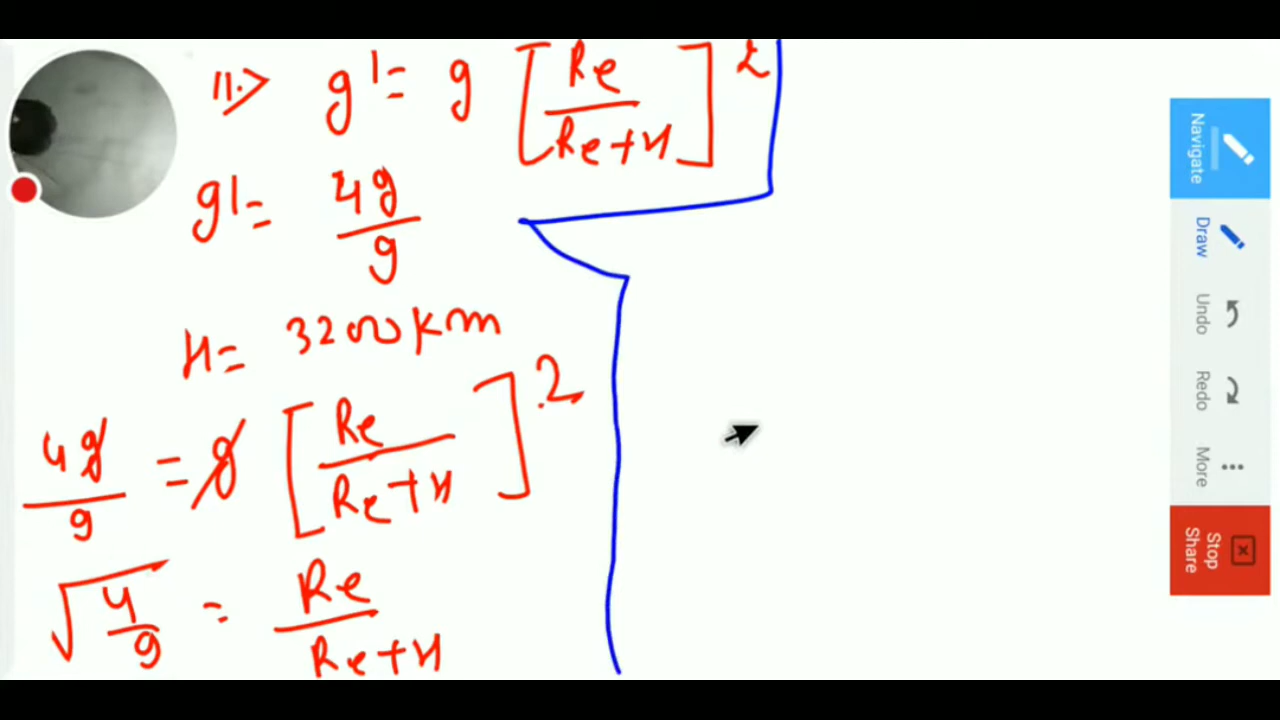 11.> g' = g [Re/Re+H]²
g' = 4g/9
H = 3200 km
4g/9 = g [Re/Re+H]²
√4/9 = Re/Re+H
Navigate
Draw
Undo
Redo
More
Stop Share